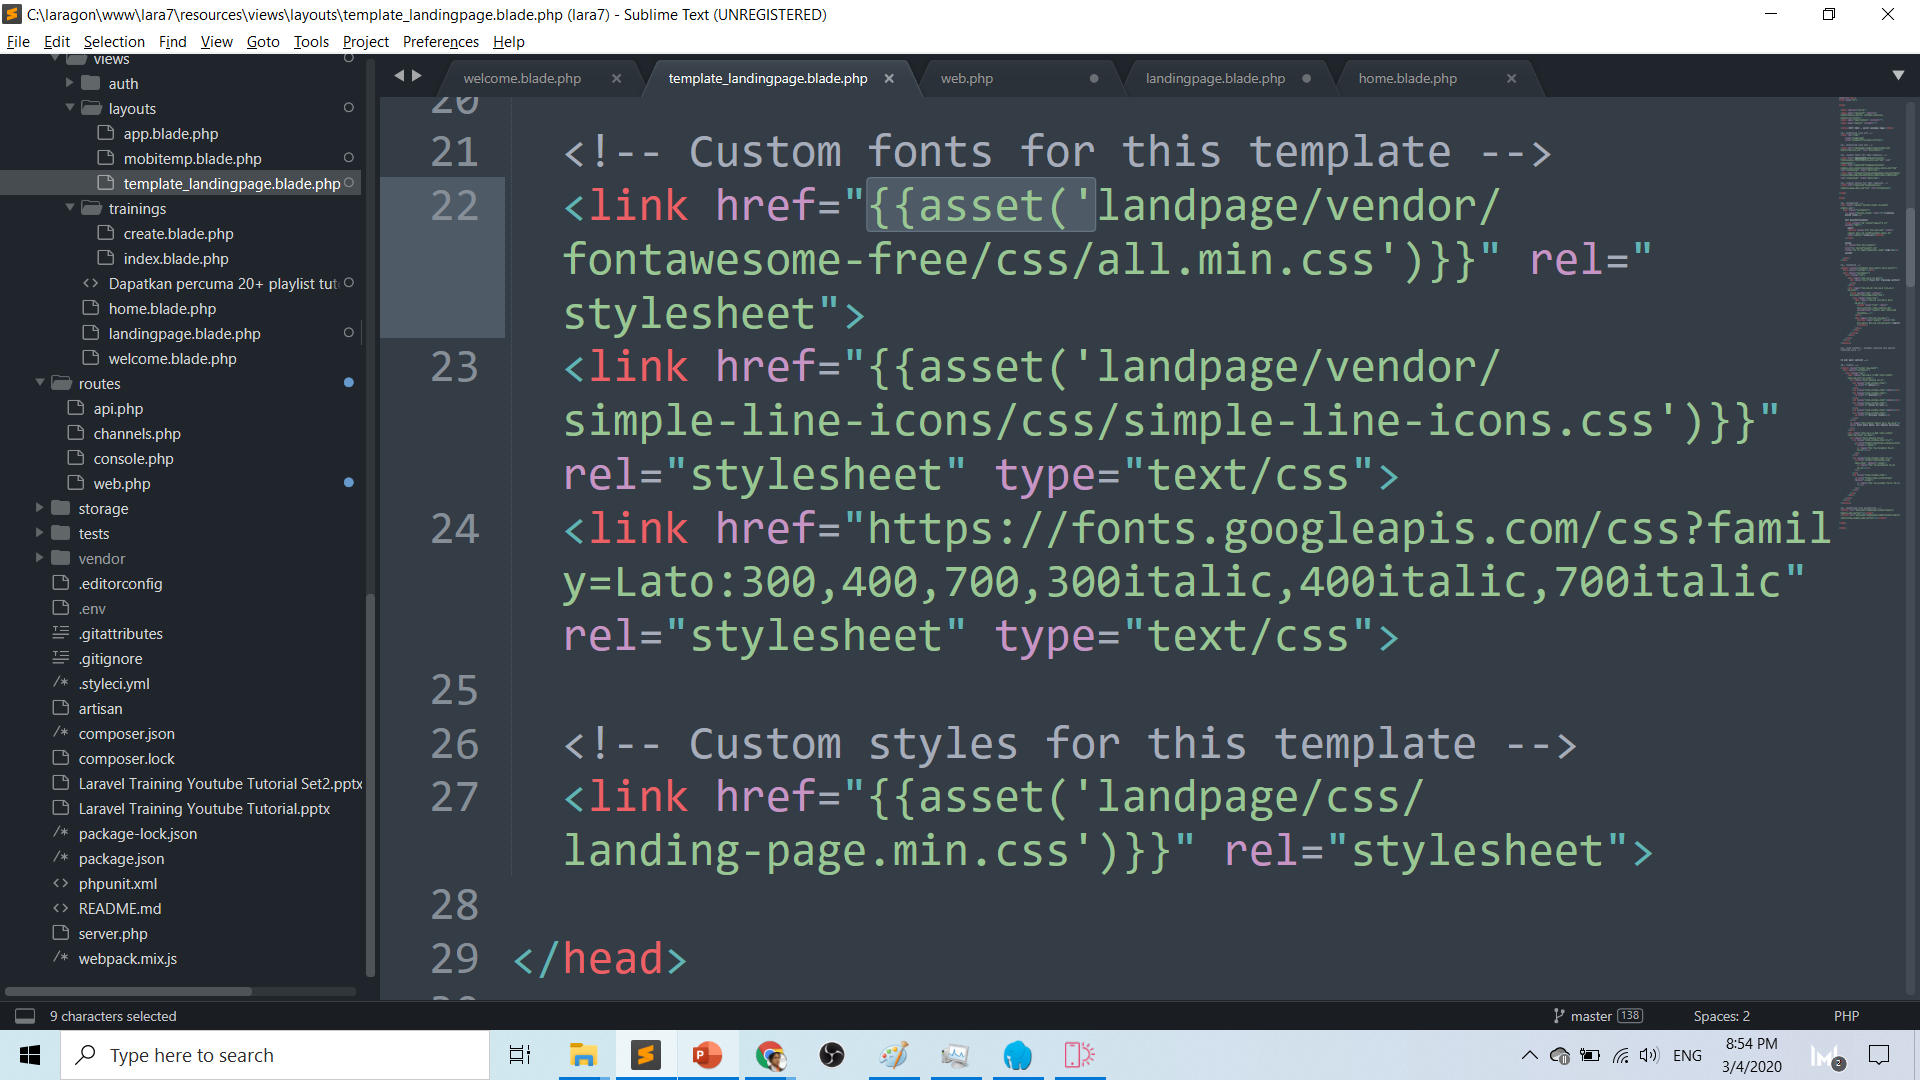 C:\laragon\www\lara7\resources\views\layouts\template_landingpage.blade.php (lara7) - Sublime Text (UNREGISTERED)
File Edit Selection Find View Goto Tools Project Preferences Help
welcome.blade.php
template_landingpage.blade.php
web.php
landingpage.blade.php
home.blade.php
views
auth
layouts
app.blade.php
mobitemp.blade.php
template_landingpage.blade.php
trainings
create.blade.php
index.blade.php
Dapatkan percuma 20+ playlist tut
home.blade.php
landingpage.blade.php
welcome.blade.php
routes
api.php
channels.php
console.php
web.php
storage
tests
vendor
.editorconfig
.env
.gitattributes
.gitignore
.styleci.yml
artisan
composer.json
composer.lock
Laravel Training Youtube Tutorial Set2.pptx
Laravel Training Youtube Tutorial.pptx
package-lock.json
package.json
phpunit.xml
README.md
server.php
webpack.mix.js
20
21 <!-- Custom fonts for this template -->
22 <link href="{{asset('landpage/vendor/
fontawesome-free/css/all.min.css')}}" rel="
stylesheet">
23 <link href="{{asset('landpage/vendor/
simple-line-icons/css/simple-line-icons.css')}}"
rel="stylesheet" type="text/css">
24 <link href="https://fonts.googleapis.com/css?famil
y=Lato:300,400,700,300italic,400italic,700italic"
rel="stylesheet" type="text/css">
25
26 <!-- Custom styles for this template -->
27 <link href="{{asset('landpage/css/
landing-page.min.css')}}" rel="stylesheet">
28
29 </head>
9 characters selected
master 138
Spaces: 2
PHP
Type here to search
ENG
8:54 PM
3/4/2020
2